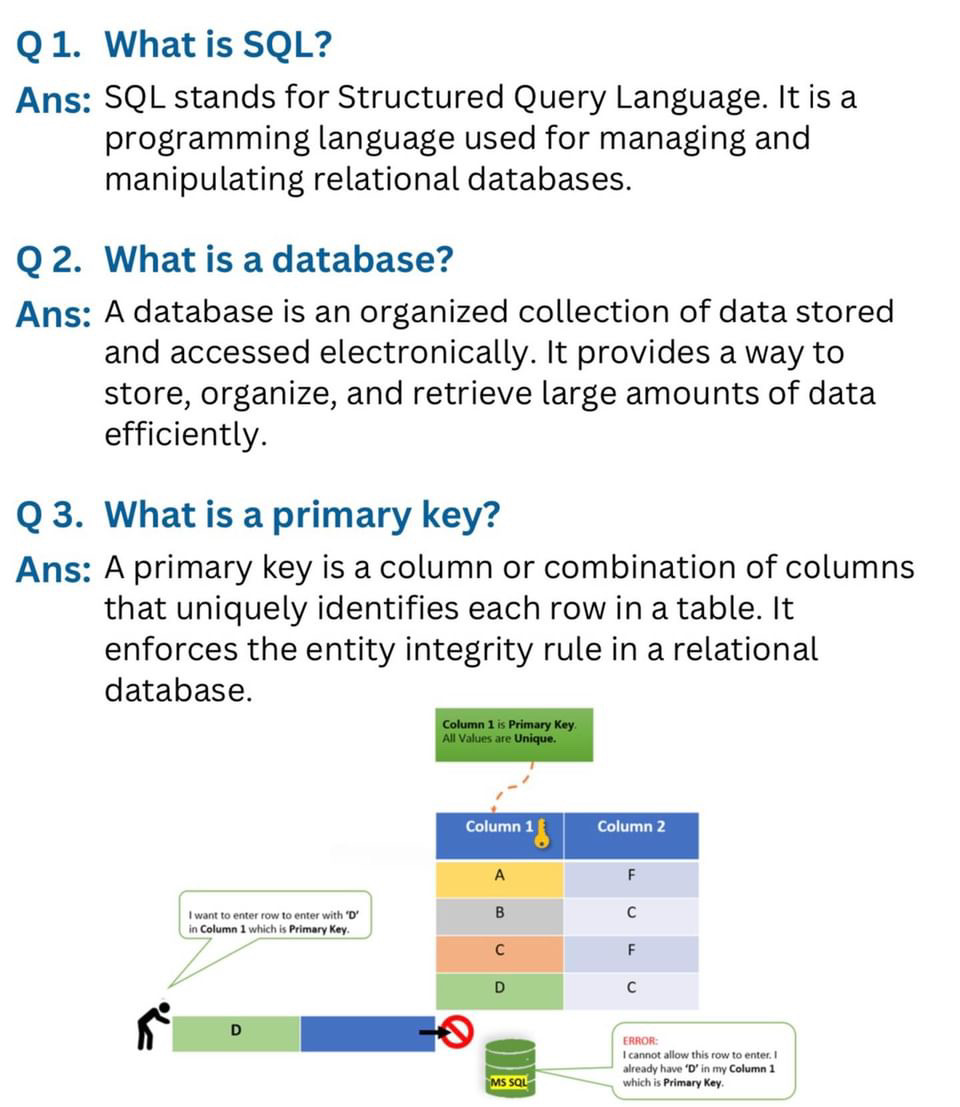 Q 1. What is SQL?
Ans: SQL stands for Structured Query Language. It is a
programming language used for managing and
manipulating relational databases.
Q 2. What is a database?
Ans: A database is an organized collection of data stored
and accessed electronically. It provides a way to
store, organize, and retrieve large amounts of data
efficiently.
Q 3. What is a primary key?
Ans: A primary key is a column or combination of columns
that uniquely identifies each row in a table. It
enforces the entity integrity rule in a relational
database.
Column 1 is Primary Key.
All Values are Unique.
Column 1 Column 2
A F
B C
C F
D C
I want to enter row to enter with 'D'
in Column 1 which is Primary Key.
D
MS SQL
ERROR:
I cannot allow this row to enter. I
already have 'D' in my Column 1
which is Primary Key.